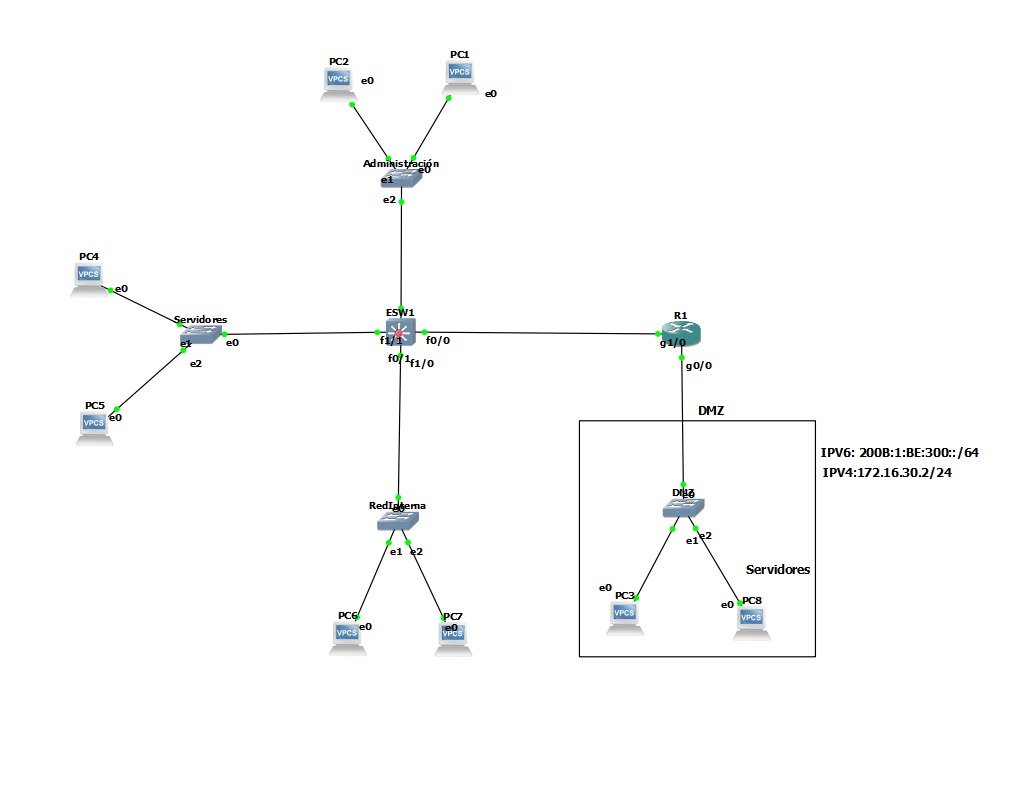 PC2
VPCS
e0
PC1
VPCS
e0
Administración
e0
e1
e2
PC4
VPCS
e0
Servidores
e1
e0
e2
PC5
VPCS
e0
ESW1
f1/1
f0/0
f0/1
f1/0
R1
g1/0
g0/0
DMZ
IPV6: 200B:1:BE:300::/64
IPV4:172.16.30.2/24
DMZ
e0
e1
e2
Servidores
e0
PC3
VPCS
e0
PC8
VPCS
RedInterna
e0
e1
e2
PC6
e0
VPCS
PC7
e0
VPCS